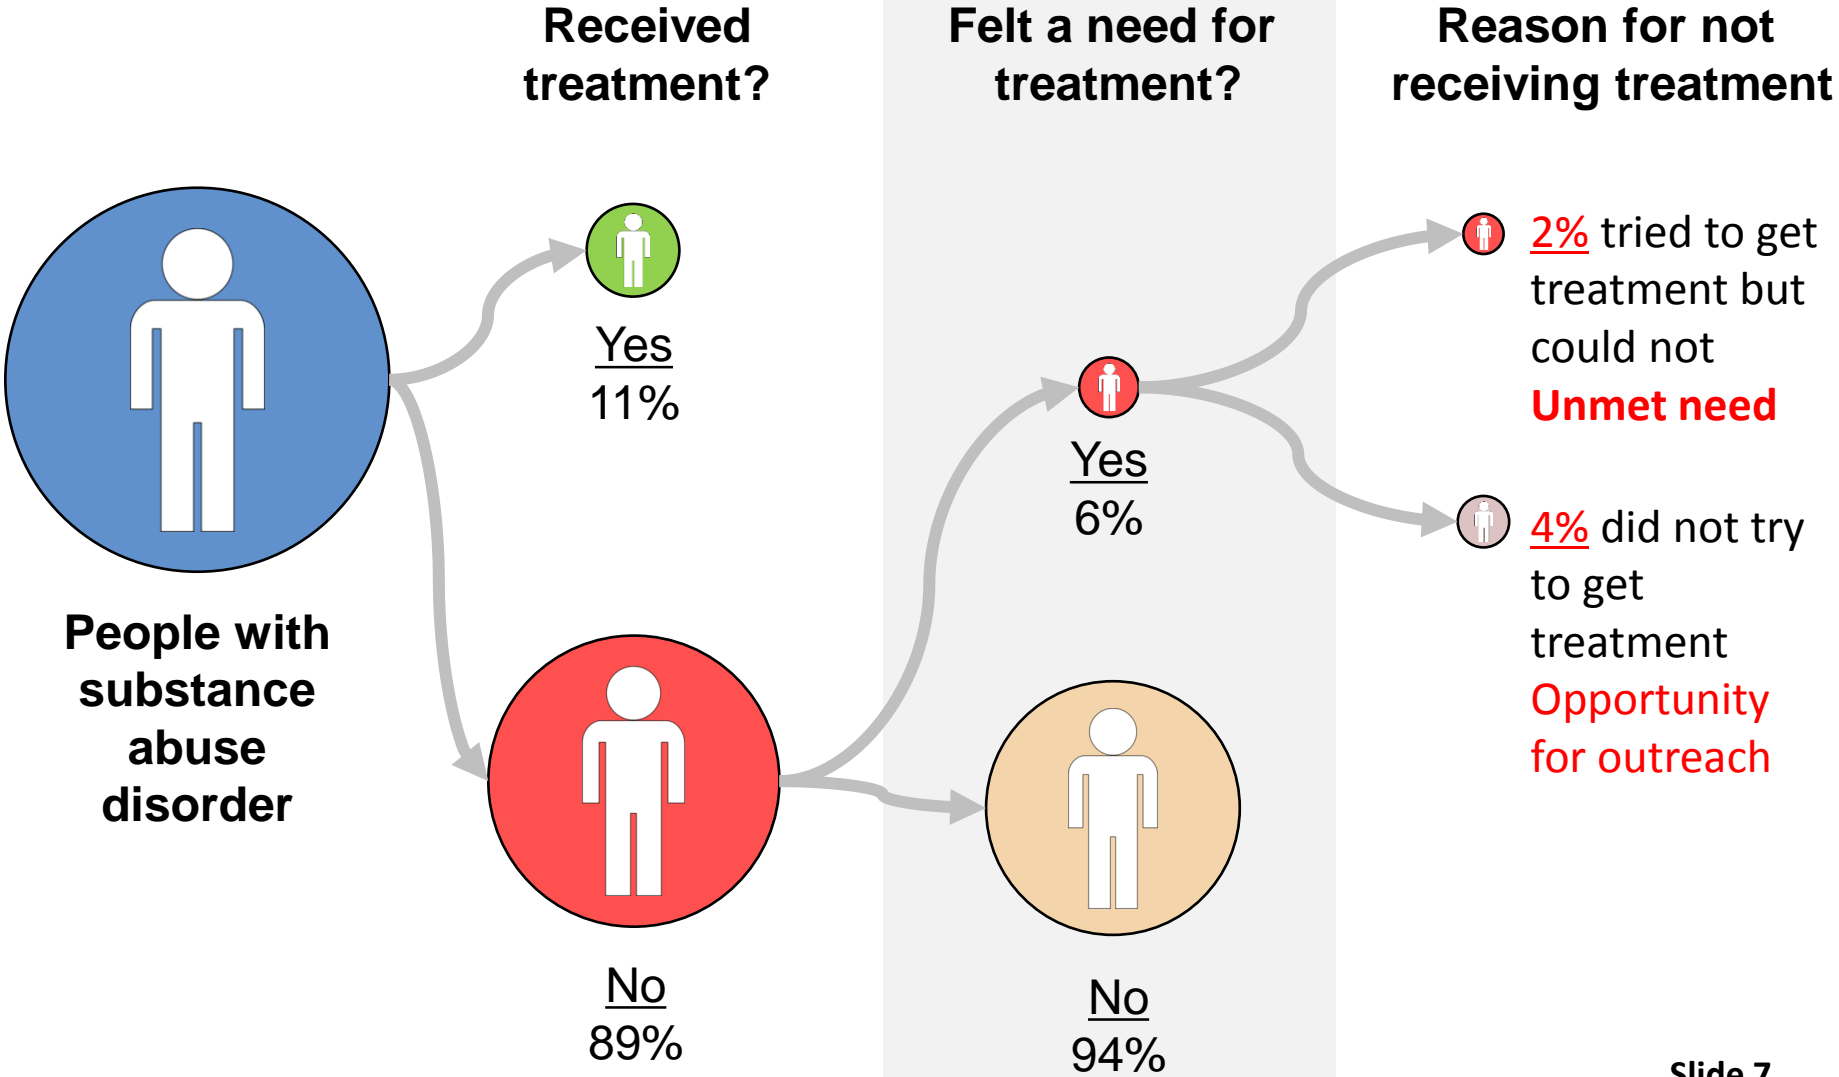 Received
treatment?
Felt a need for
treatment?
Reason for not
receiving treatment
People with
substance
abuse
disorder
Yes
11%
No
89%
Yes
6%
No
94%
2% tried to get
treatment but
could not
Unmet need
4% did not try
to get
treatment
Opportunity
for outreach
Slide 7